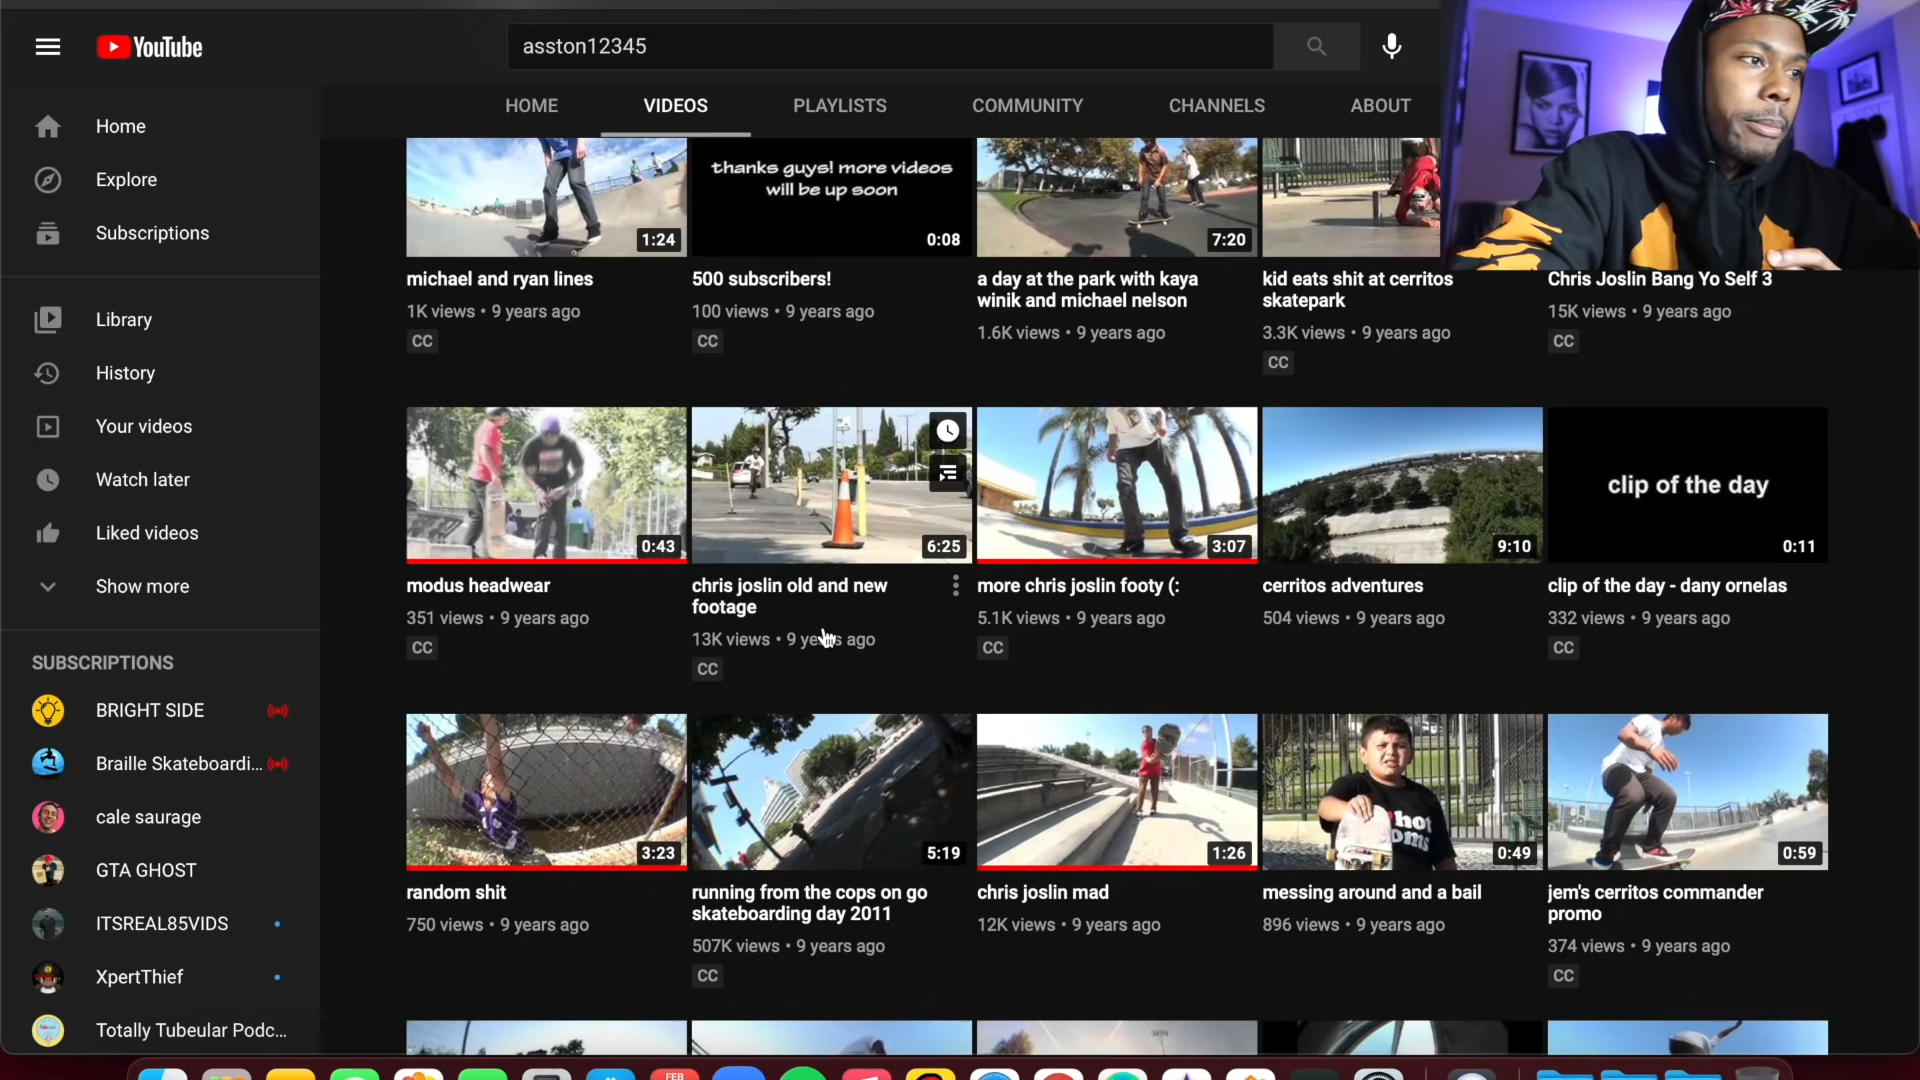 YouTube
asston12345
HOME
VIDEOS
PLAYLISTS
COMMUNITY
CHANNELS
ABOUT
Home
Explore
Subscriptions
Library
History
Your videos
Watch later
Liked videos
Show more
SUBSCRIPTIONS
BRIGHT SIDE
Braille Skateboardi...
cale saurage
GTA GHOST
ITSREAL85VIDS
XpertThief
Totally Tubeular Podc...
1:24
michael and ryan lines
1K views • 9 years ago
CC
thanks guys! more videos
will be up soon
0:08
500 subscribers!
100 views • 9 years ago
CC
7:20
a day at the park with kaya
winik and michael nelson
1.6K views • 9 years ago
kid eats shit at cerritos
skatepark
3.3K views • 9 years ago
CC
Chris Joslin Bang Yo Self 3
15K views • 9 years ago
CC
0:43
modus headwear
351 views • 9 years ago
CC
6:25
chris joslin old and new
footage
13K views • 9 years ago
CC
3:07
more chris joslin footy (:
5.1K views • 9 years ago
CC
9:10
cerritos adventures
504 views • 9 years ago
clip of the day
0:11
clip of the day - dany ornelas
332 views • 9 years ago
CC
3:23
random shit
750 views • 9 years ago
5:19
running from the cops on go
skateboarding day 2011
507K views • 9 years ago
CC
1:26
chris joslin mad
12K views • 9 years ago
0:49
messing around and a bail
896 views • 9 years ago
0:59
jem's cerritos commander
promo
374 views • 9 years ago
CC
FEB